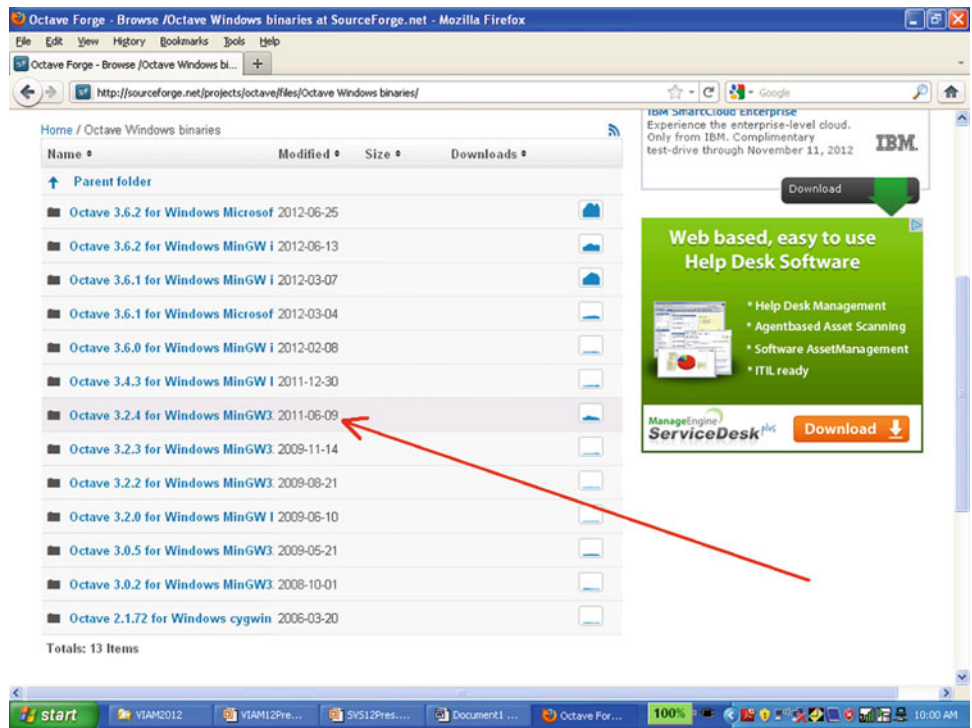 Octave Forge - Browse /Octave Windows binaries at SourceForge.net - Mozilla Firefox
File Edit View History Bookmarks Tools Help
Octave Forge - Browse /Octave Windows bi... +
http://sourceforge.net/projects/octave/files/Octave Windows binaries/
Google
Home / Octave Windows binaries
Name Modified Size Downloads
Parent folder
Octave 3.6.2 for Windows Microsof 2012-06-25
Octave 3.6.2 for Windows MinGW i 2012-06-13
Octave 3.6.1 for Windows MinGW i 2012-03-07
Octave 3.6.1 for Windows Microsof 2012-03-04
Octave 3.6.0 for Windows MinGW i 2012-02-08
Octave 3.4.3 for Windows MinGW I 2011-12-30
Octave 3.2.4 for Windows MinGW3. 2011-06-09
Octave 3.2.3 for Windows MinGW3. 2009-11-14
Octave 3.2.2 for Windows MinGW3. 2009-08-21
Octave 3.2.0 for Windows MinGW I 2009-06-10
Octave 3.0.5 for Windows MinGW3. 2009-05-21
Octave 3.0.2 for Windows MinGW3. 2008-10-01
Octave 2.1.72 for Windows cygwin 2006-03-20
Totals: 13 Items
IBM SmartCloud Enterprise
Experience the enterprise-level cloud.
Only from IBM. Complimentary
test-drive through November 11, 2012
IBM.
Download
Web based, easy to use
Help Desk Software
* Help Desk Management
* Agentbased Asset Scanning
* Software AssetManagement
* ITIL ready
ManageEngine
ServiceDesk plus
Download
start VIAM2012 VIAM12Pre... SVS12Pres.... Document1 ... Octave For... 100% 10:00 AM